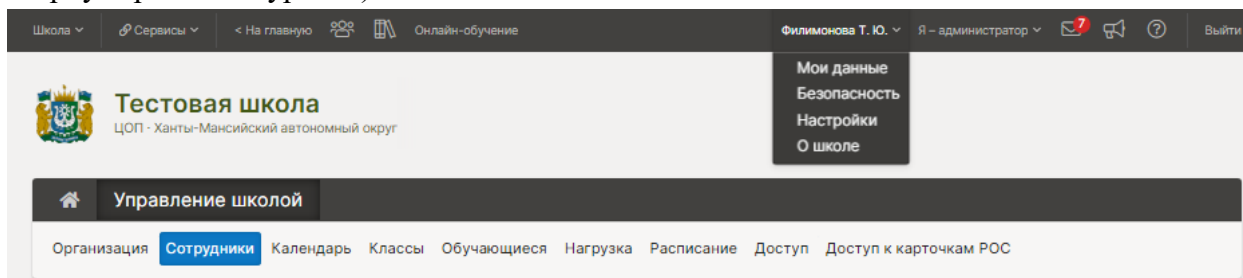 Школа Сервисы < На главную Онлайн-обучение Филимонова Т. Ю. Я – администратор 7 ? Выйти
Мои данные
Безопасность
Настройки
О школе
Тестовая школа
ЦОП - Ханты-Мансийский автономный округ
Управление школой
Организация Сотрудники Календарь Классы Обучающиеся Нагрузка Расписание Доступ Доступ к карточкам РОС